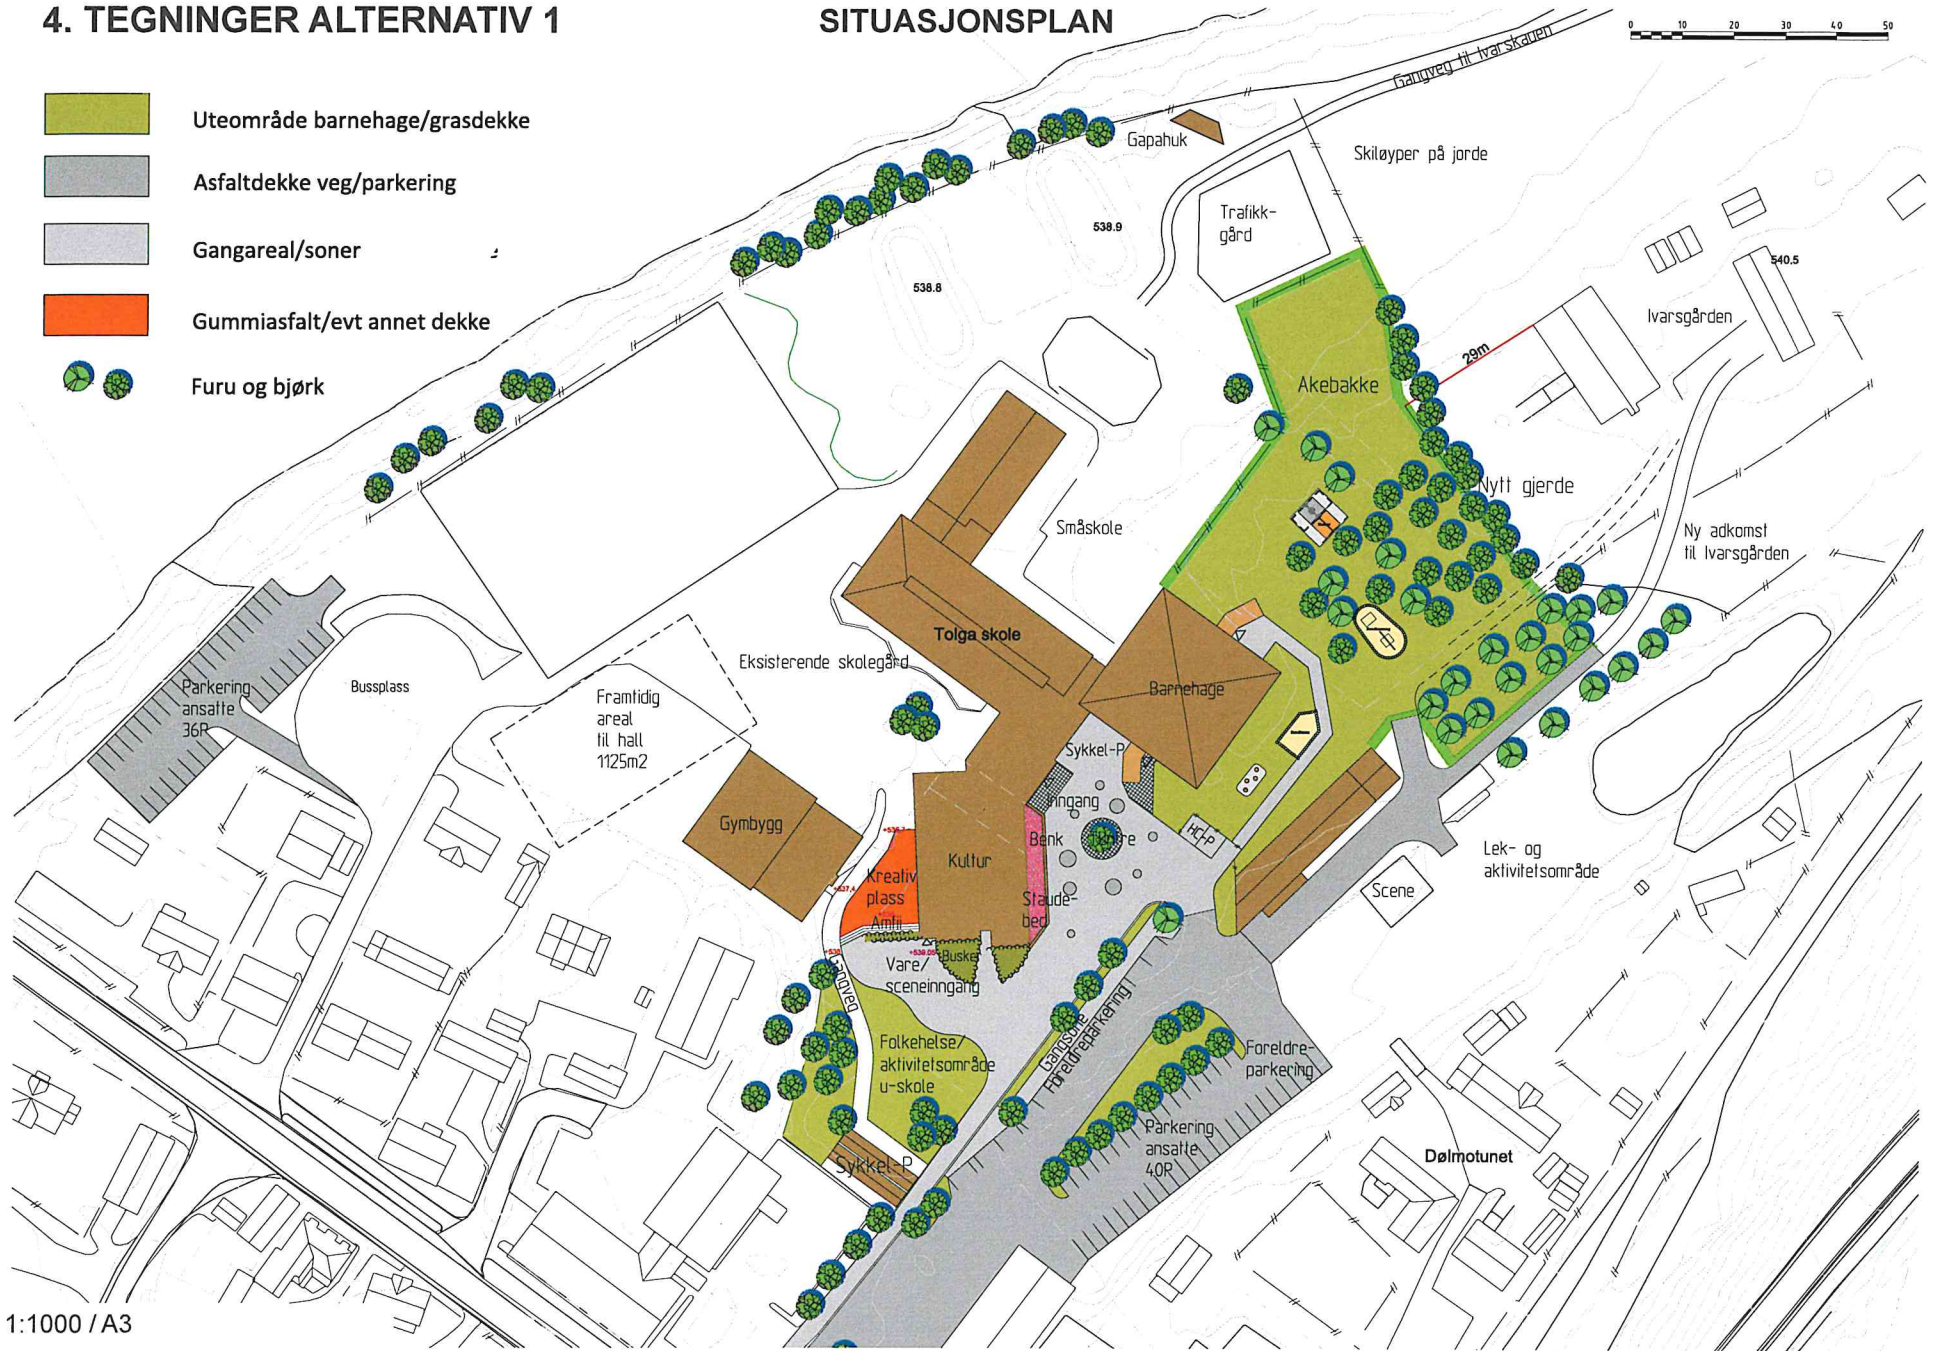 4. TEGNINGER ALTERNATIV 1
SITUASJONSPLAN
0 10 20 30 40 50
Uteområde barnehage/grasdekke
Asfaltdekke veg/parkering
Gangareal/soner
Gummiasfalt/evt annet dekke
Furu og bjørk
Gangveg til Ivarskauen
Gapahuk
Skiløyper på jorde
Trafikk-
gård
538.9
538.8
540.5
Ivarsgården
29m
Akebakke
Nytt gjerde
Ny adkomst
til Ivarsgården
Småskole
Tolga skole
Eksisterende skolegård
Barnehage
Parkering
ansatte
36P
Bussplass
Framtidig
areal
til hall
1125m2
Gymbygg
Sykkel-P
Inngang
Benk
HC-P
Kultur
Kreativ
plass
Amfi
Staude-
bed
+537,4
+538.05
Buske
Vare/
sceneinngang
Gangveg
Folkehelse/
aktivitetsområde
u-skole
Sykkel-P
Gangsone
Foreldreparkering
Foreldre-
parkering
Parkering
ansatte
40P
Scene
Lek- og
aktivitetsområde
Dølmotunet
1:1000 / A3